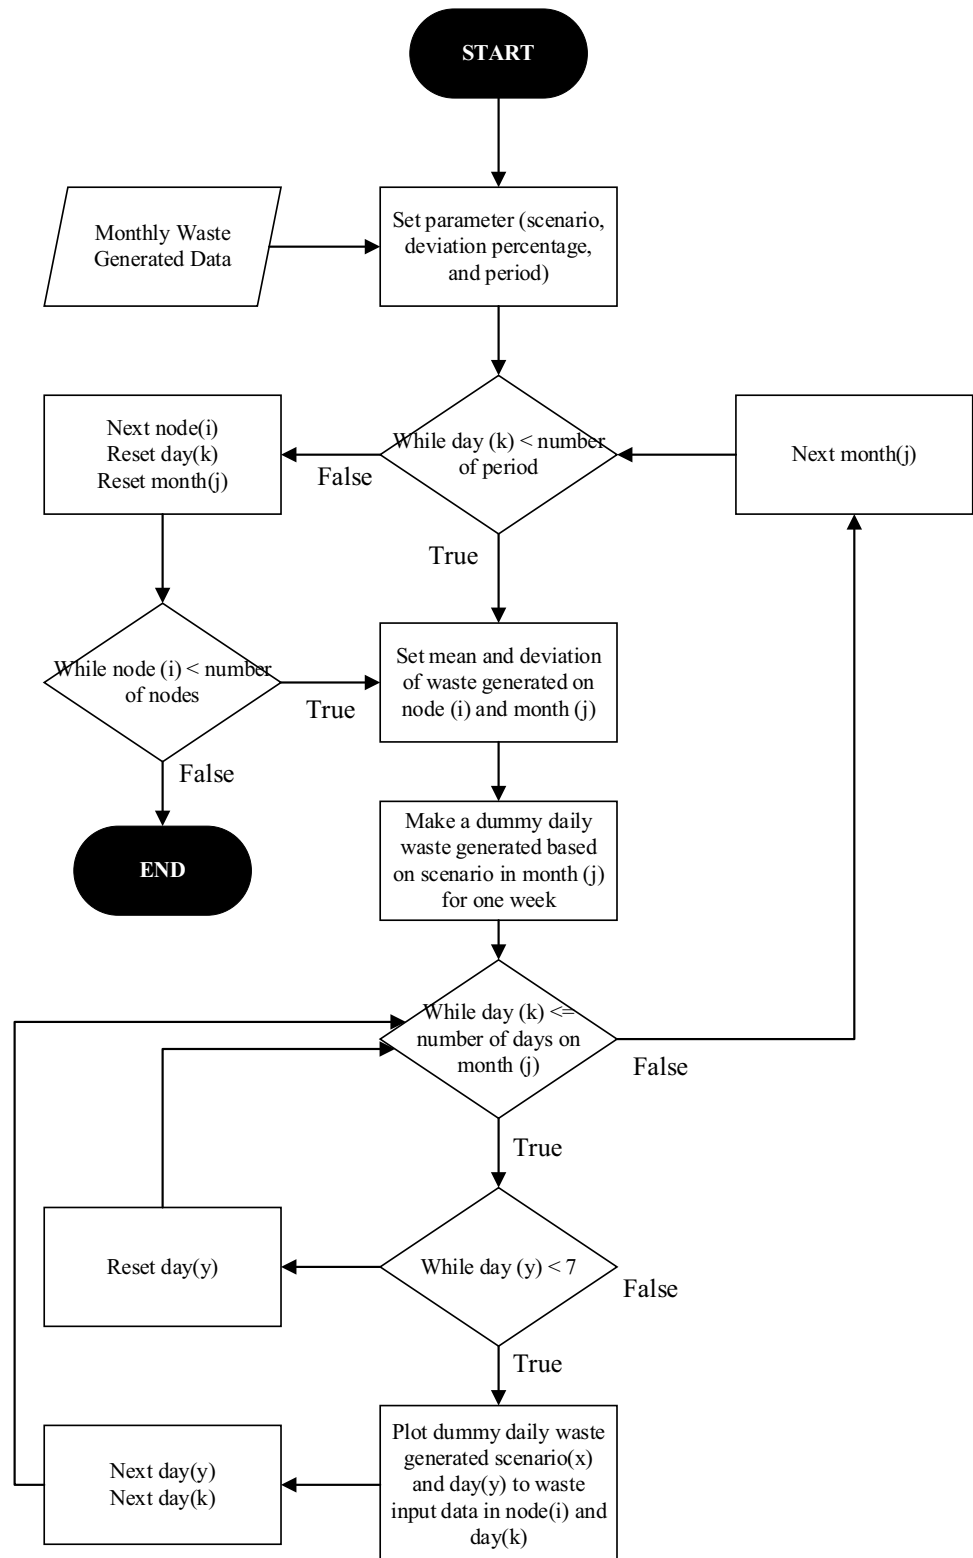 START
Monthly Waste
Generated Data
Set parameter (scenario,
deviation percentage,
and period)
Next node(i)
Reset day(k)
Reset month(j)
While day (k) < number
of period
Next month(j)
False
True
While node (i) < number
of nodes
True
False
Set mean and deviation
of waste generated on
node (i) and month (j)
END
Make a dummy daily
waste generated based
on scenario in month (j)
for one week
While day (k) <=
number of days on
month (j)
False
True
Reset day(y)
While day (y) < 7
False
True
Next day(y)
Next day(k)
Plot dummy daily waste
generated scenario(x)
and day(y) to waste
input data in node(i) and
day(k)